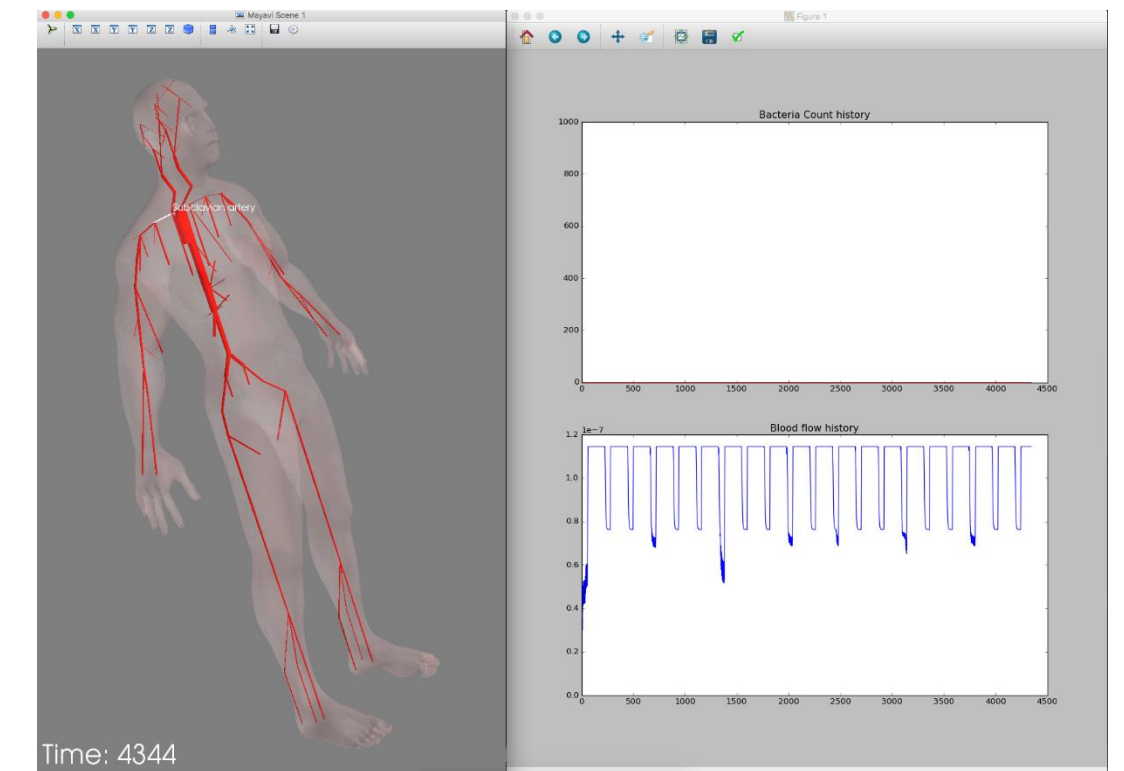 Mayavi Scene 1
X X Y Y Z Z
Subclavian artery
Time: 4344
Figure 1
Bacteria Count history
1000
800
600
400
200
0
0 500 1000 1500 2000 2500 3000 3500 4000 4500
Blood flow history
1e-7
1.2
1.0
0.8
0.6
0.4
0.2
0.0
0 500 1000 1500 2000 2500 3000 3500 4000 4500